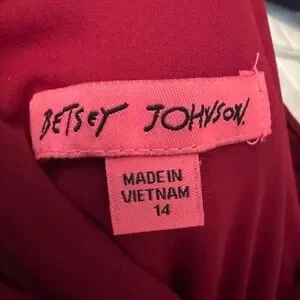 BETSEY JOHNSON.
MADE IN
VIETNAM
14